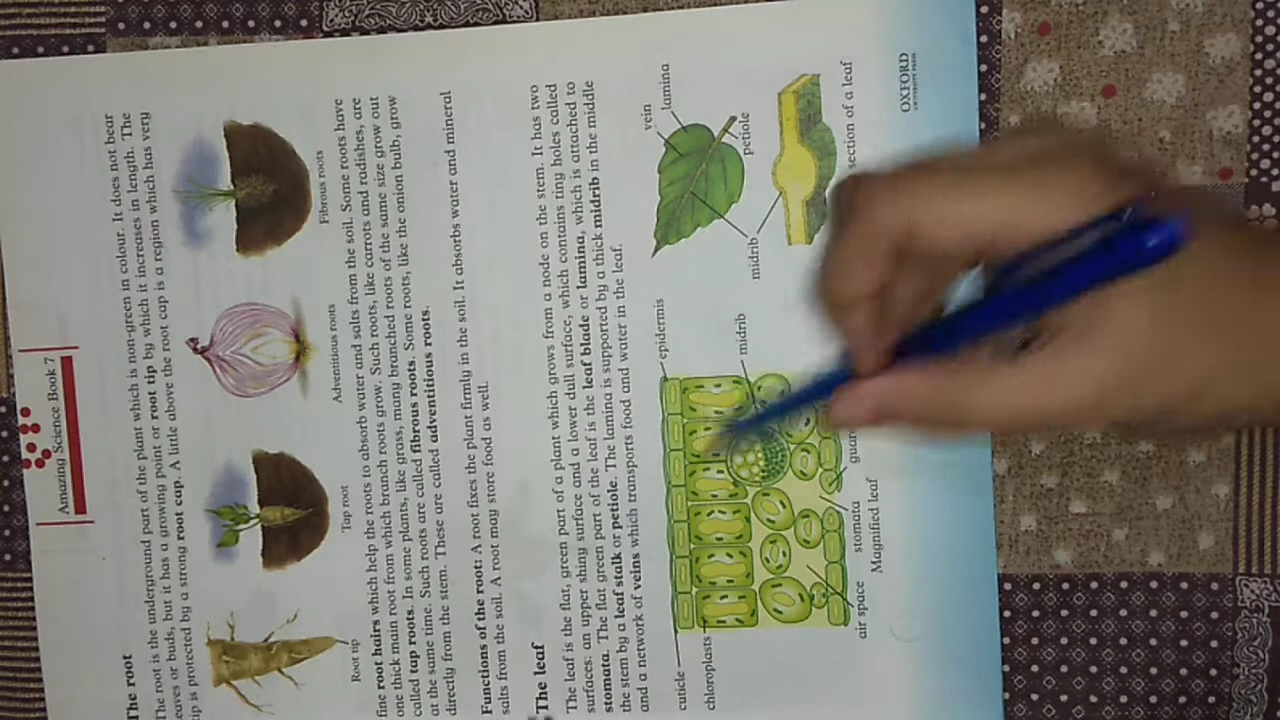 Amazing Science Book 7
The root
The root is the underground part of the plant which is non-green in colour. It does not bear
leaves or buds, but it has a growing point or root tip by which it increases in length. The
tip is protected by a strong root cap. A little above the root cap is a region which has very
Root tip
Tap root
Adventitious roots
Fibrous roots
fine root hairs which help the roots to absorb water and salts from the soil. Some roots have
one thick main root from which branch roots grow. Such roots, like carrots and radishes, are
called tap roots. In some plants, like grass, many branched roots of the same size grow out
at the same time. Such roots are called fibrous roots. Some roots, like the onion bulb, grow
directly from the stem. These are called adventitious roots.
Functions of the root: A root fixes the plant firmly in the soil. It absorbs water and mineral
salts from the soil. A root may store food as well.
The leaf
The leaf is the flat, green part of a plant which grows from a node on the stem. It has two
surfaces: an upper shiny surface and a lower dull surface, which contains tiny holes called
stomata. The flat green part of the leaf is the leaf blade or lamina, which is attached to
the stem by a leaf stalk or petiole. The lamina is supported by a thick midrib in the middle
and a network of veins which transports food and water in the leaf.
cuticle
chloroplasts
epidermis
midrib
air space
stomata
Magnified leaf
vein
lamina
petiole
midrib
section of a leaf
OXFORD
UNIVERSITY PRESS